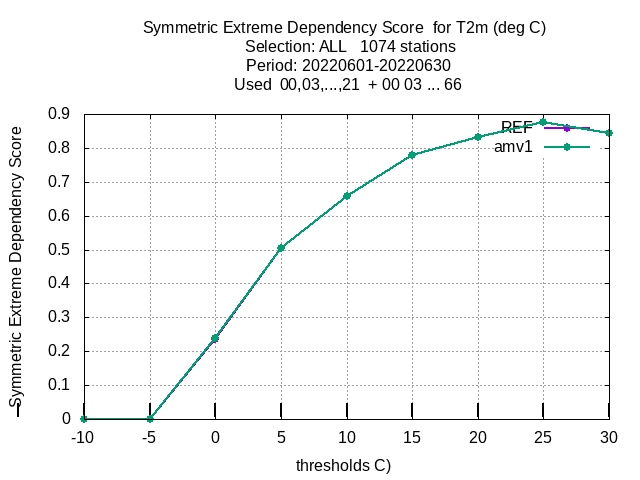 Symmetric Extreme Dependency Score  for T2m (deg C)
Selection: ALL   1074 stations
Period: 20220601-20220630
Used  00,03,...,21  + 00 03 ... 66
Symmetric Extreme Dependency Score
0.9
0.8
0.7
0.6
0.5
0.4
0.3
0.2
0.1
0
REF
amv1
-10 -5 0 5 10 15 20 25 30
thresholds C)